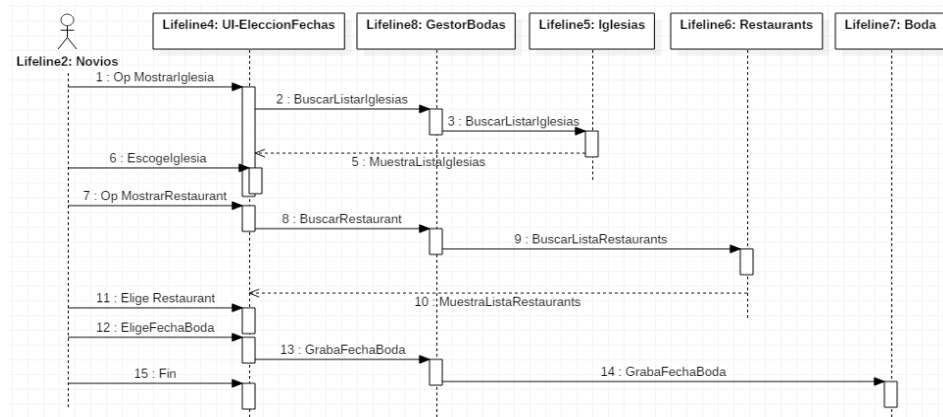 Lifeline4: UI-EleccionFechas
Lifeline8: GestorBodas
Lifeline5: Iglesias
Lifeline6: Restaurants
Lifeline7: Boda
Lifeline2: Novios
1 : Op MostrarIglesia
2 : BuscarListarIglesias
3 : BuscarListarIglesias
5 : MuestraListaIglesias
6 : EscogeIglesia
7 : Op MostrarRestaurant
8 : BuscarRestaurant
9 : BuscarListaRestaurants
10 : MuestraListaRestaurants
11 : Elige Restaurant
12 : EligeFechaBoda
13 : GrabaFechaBoda
14 : GrabaFechaBoda
15 : Fin